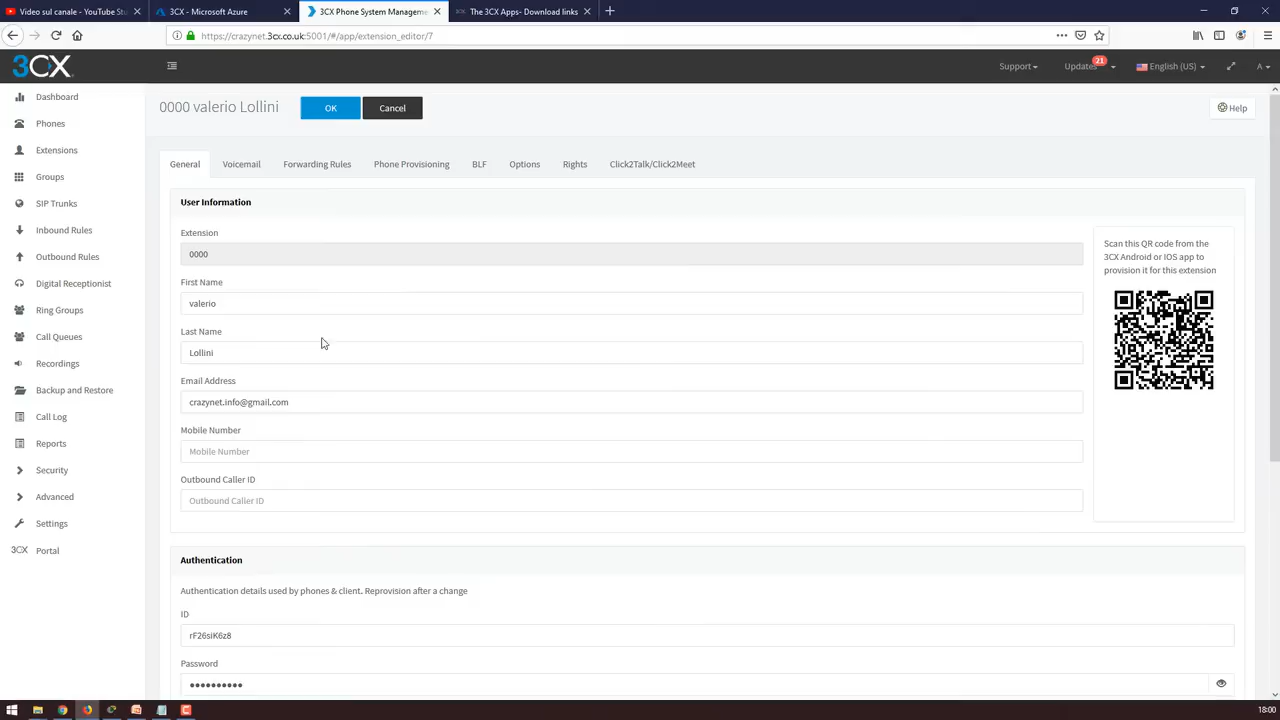 Video sul canale - YouTube Stu
3CX - Microsoft Azure
3CX Phone System Manageme
The 3CX Apps- Download links
https://crazynet.3cx.co.uk:5001/#/app/extension_editor/7
3CX
Support
Updates
21
English (US)
A
Dashboard
Phones
Extensions
Groups
SIP Trunks
Inbound Rules
Outbound Rules
Digital Receptionist
Ring Groups
Call Queues
Recordings
Backup and Restore
Call Log
Reports
Security
Advanced
Settings
3CX Portal
0000 valerio Lollini
OK
Cancel
Help
General
Voicemail
Forwarding Rules
Phone Provisioning
BLF
Options
Rights
Click2Talk/Click2Meet
User Information
Extension
0000
First Name
valerio
Last Name
Lollini
Email Address
crazynet.info@gmail.com
Mobile Number
Mobile Number
Outbound Caller ID
Outbound Caller ID
Scan this QR code from the
3CX Android or IOS app to
provision it for this extension
Authentication
Authentication details used by phones & client. Reprovision after a change
ID
rF26siK6z8
Password
●●●●●●●●●●
18:00